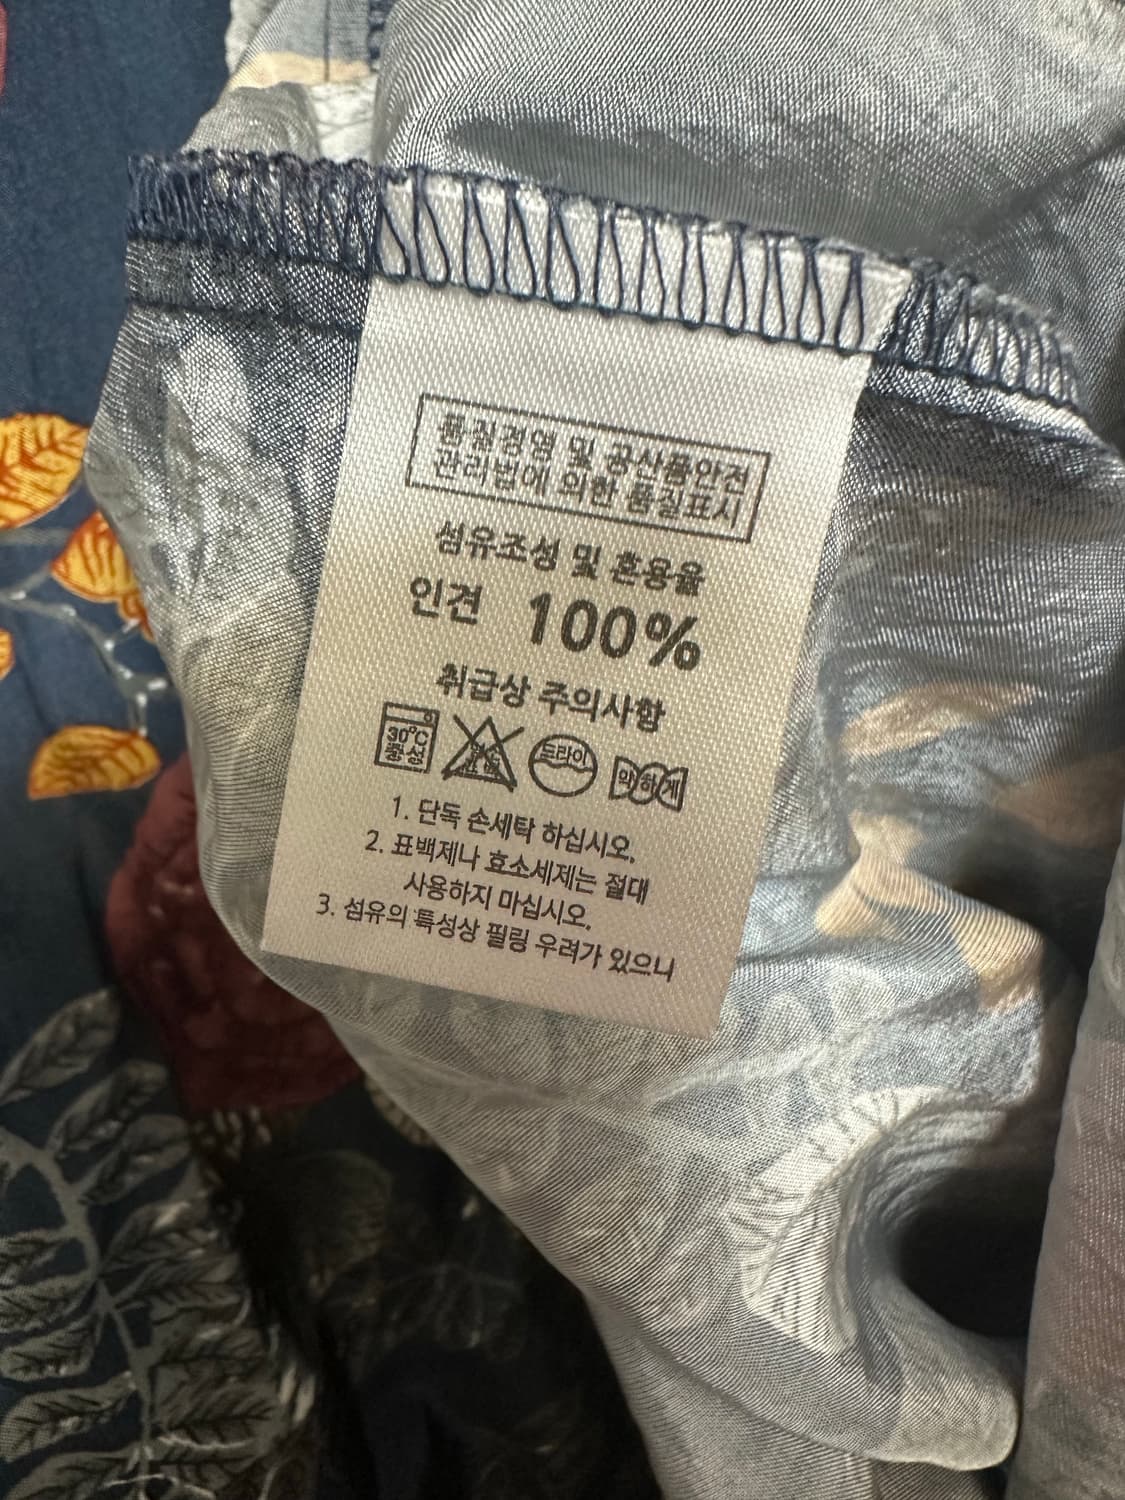 품질경영 및 공산품안전
관리법에 의한 품질표시
섬유조성 및 혼용율
인견 100%
취급상 주의사항
30℃
중성
드라이
약하게
1. 단독 손세탁 하십시오.
2. 표백제나 효소세제는 절대
사용하지 마십시오.
3. 섬유의 특성상 필링 우려가 있으니